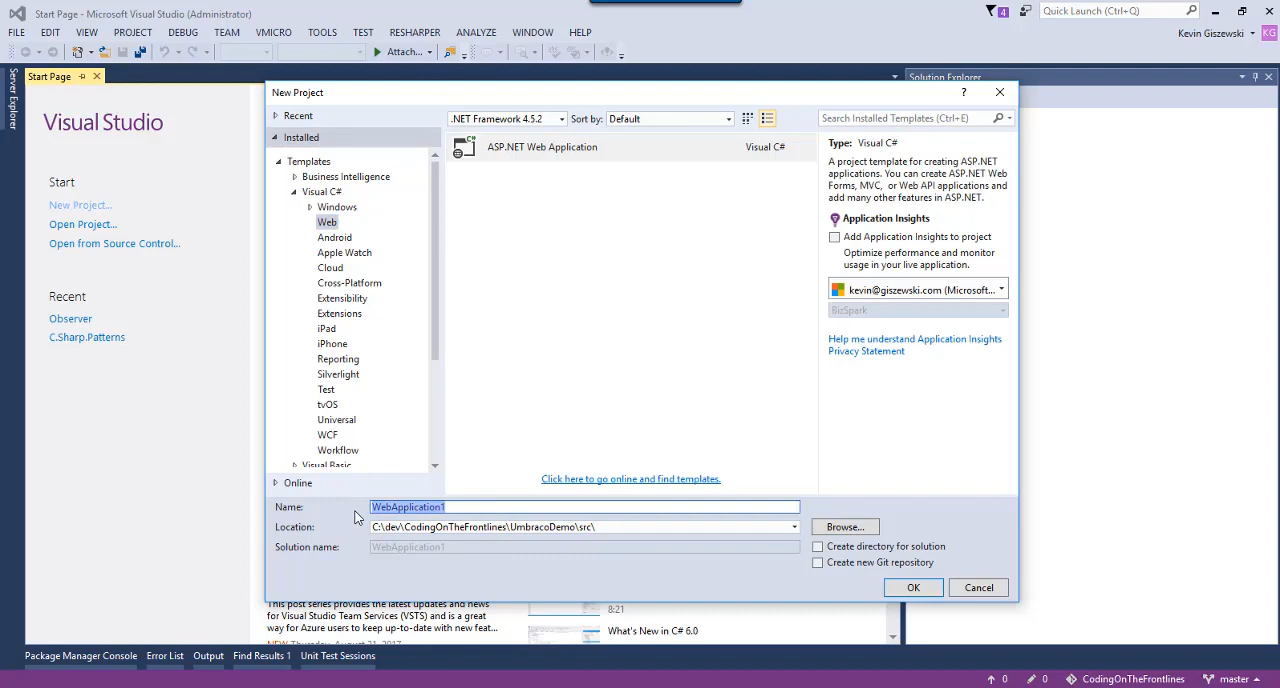 Start Page - Microsoft Visual Studio (Administrator)
4
Quick Launch (Ctrl+Q)
FILE EDIT VIEW PROJECT DEBUG TEAM VMICRO TOOLS TEST RESHARPER ANALYZE WINDOW HELP
Kevin Giszewski KG
Attach...
Server Explorer
Start Page
Solution Explorer
Visual Studio
Start
New Project...
Open Project...
Open from Source Control...
Recent
Observer
C.Sharp.Patterns
New Project
?
Recent
.NET Framework 4.5.2
Sort by: Default
Search Installed Templates (Ctrl+E)
Installed
Templates
Business Intelligence
Visual C#
Windows
Web
Android
Apple Watch
Cloud
Cross-Platform
Extensibility
Extensions
iPad
iPhone
Reporting
Silverlight
Test
tvOS
Universal
WCF
Workflow
Visual Basic
Online
C#
ASP.NET Web Application Visual C#
Click here to go online and find templates.
Type: Visual C#
A project template for creating ASP.NET
applications. You can create ASP.NET Web
Forms, MVC, or Web API applications and
add many other features in ASP.NET.
Application Insights
Add Application Insights to project
Optimize performance and monitor
usage in your live application.
kevin@giszewski.com (Microsoft...
BizSpark
Help me understand Application Insights
Privacy Statement
Name: WebApplication1
Location: C:\dev\CodingOnTheFrontlines\UmbracoDemo\src\
Browse...
Solution name: WebApplication1
Create directory for solution
Create new Git repository
OK Cancel
This post series provides the latest updates and news
for Visual Studio Team Services (VSTS) and is a great
way for Azure users to keep up-to-date with new feat...
NEW Thursday, August 31, 2017
8:21
What's New in C# 6.0
Package Manager Console Error List Output Find Results 1 Unit Test Sessions
0 0 CodingOnTheFrontlines master